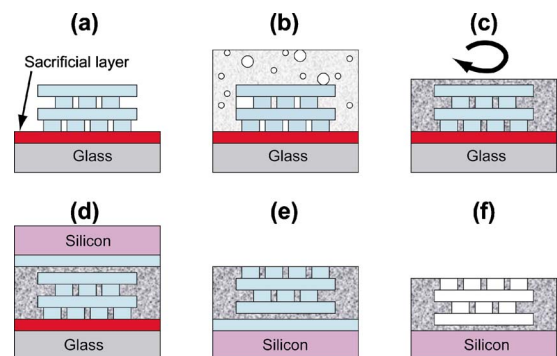 (a)
(b)
(c)
Sacrificial layer
Glass
Glass
Glass
(d)
(e)
(f)
Silicon
Glass
Silicon
Silicon